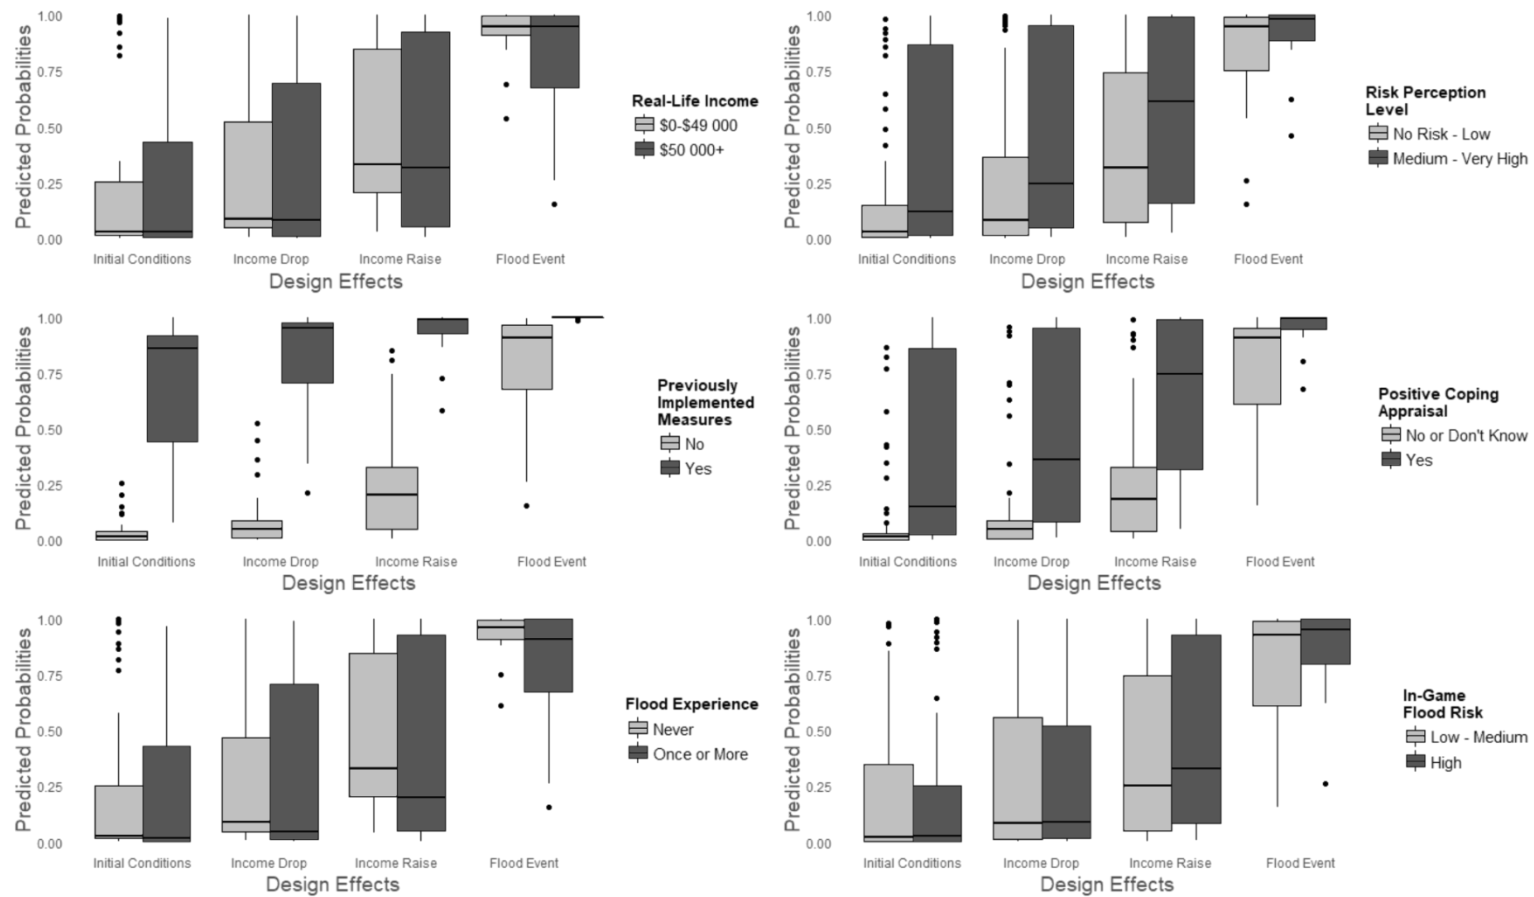 Predicted Probabilities
1.00
0.75
0.50
0.25
0.00
Initial Conditions
Income Drop
Income Raise
Flood Event
Design Effects
Real-Life Income
$0-$49 000
$50 000+
Predicted Probabilities
1.00
0.75
0.50
0.25
0.00
Initial Conditions
Income Drop
Income Raise
Flood Event
Design Effects
Risk Perception
Level
No Risk - Low
Medium - Very High
Predicted Probabilities
1.00
0.75
0.50
0.25
0.00
Initial Conditions
Income Drop
Income Raise
Flood Event
Design Effects
Previously
Implemented
Measures
No
Yes
Predicted Probabilities
1.00
0.75
0.50
0.25
0.00
Initial Conditions
Income Drop
Income Raise
Flood Event
Design Effects
Positive Coping
Appraisal
No or Don't Know
Yes
Predicted Probabilities
1.00
0.75
0.50
0.25
0.00
Initial Conditions
Income Drop
Income Raise
Flood Event
Design Effects
Flood Experience
Never
Once or More
Predicted Probabilities
1.00
0.75
0.50
0.25
0.00
Initial Conditions
Income Drop
Income Raise
Flood Event
Design Effects
In-Game
Flood Risk
Low - Medium
High